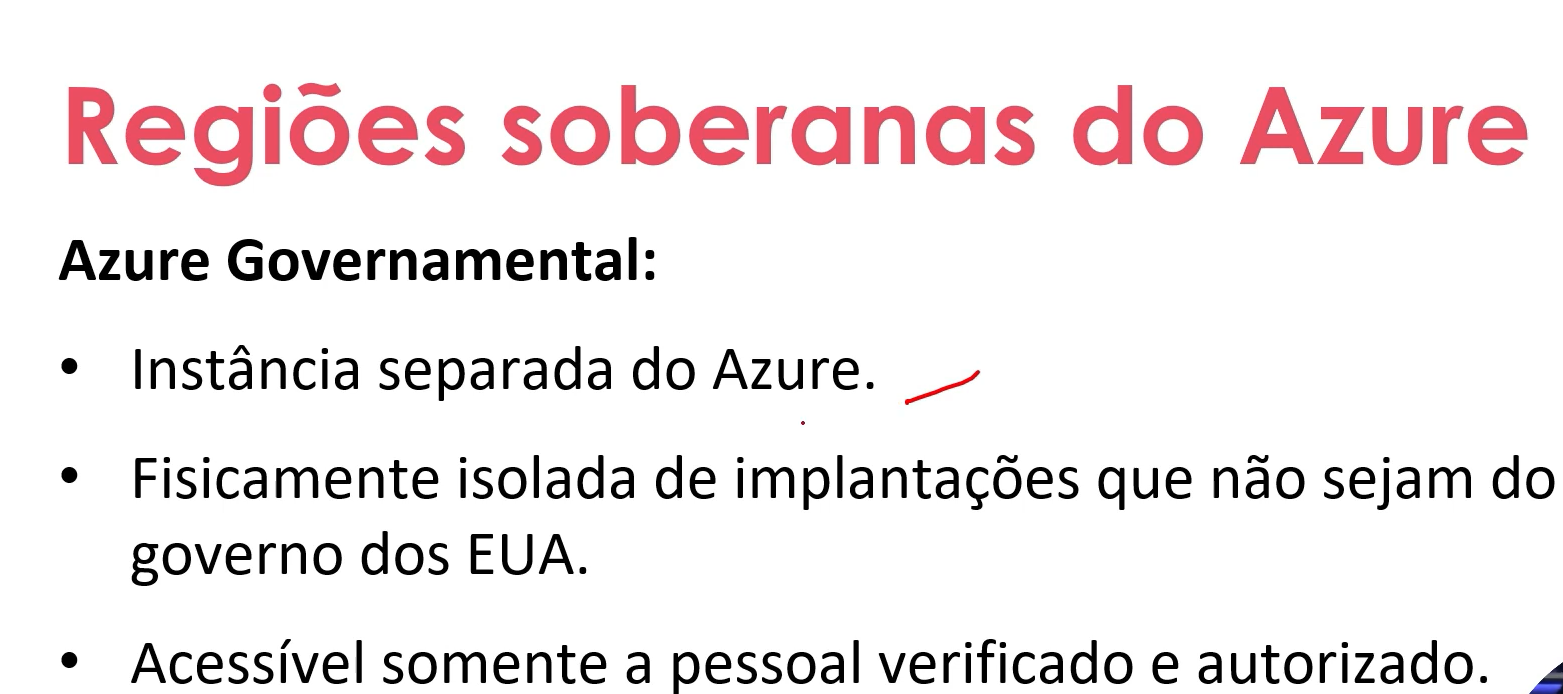 Regiões soberanas do Azure
Azure Governamental:
• Instância separada do Azure.
• Fisicamente isolada de implantações que não sejam do
governo dos EUA.
• Acessível somente a pessoal verificado e autorizado.